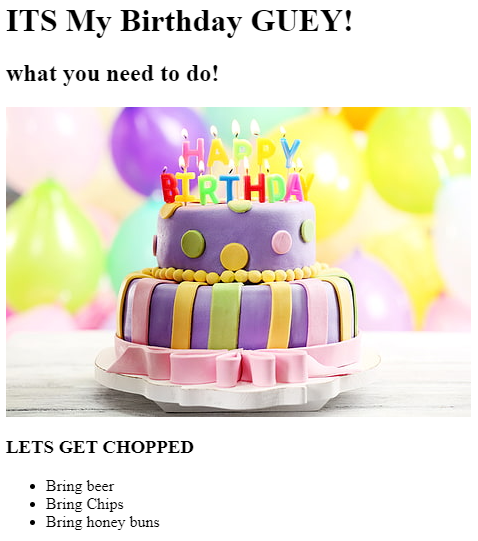 ITS My Birthday GUEY!
what you need to do!
HAPPY
BIRTHDAY
LETS GET CHOPPED
Bring beer
Bring Chips
Bring honey buns